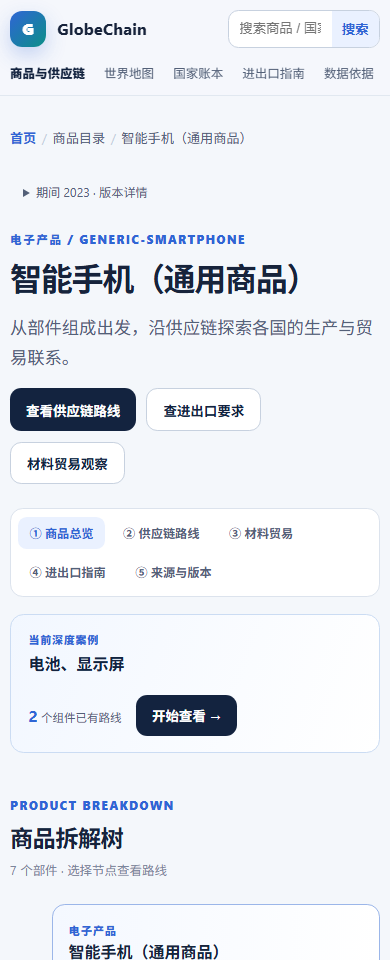 G GlobeChain
搜索商品 / 国 搜索
商品与供应链 世界地图 国家账本 进出口指南 数据依据
首页 / 商品目录 / 智能手机（通用商品）
▶ 期间 2023 · 版本详情
电子产品 / GENERIC-SMARTPHONE
智能手机（通用商品）
从部件组成出发，沿供应链探索各国的生产与贸
易联系。
查看供应链路线 查进出口要求
材料贸易观察
① 商品总览 ② 供应链路线 ③ 材料贸易
④ 进出口指南 ⑤ 来源与版本
当前深度案例
电池、显示屏
2 个组件已有路线 开始查看 →
PRODUCT BREAKDOWN
商品拆解树
7 个部件 · 选择节点查看路线
电子产品
智能手机（通用商品）